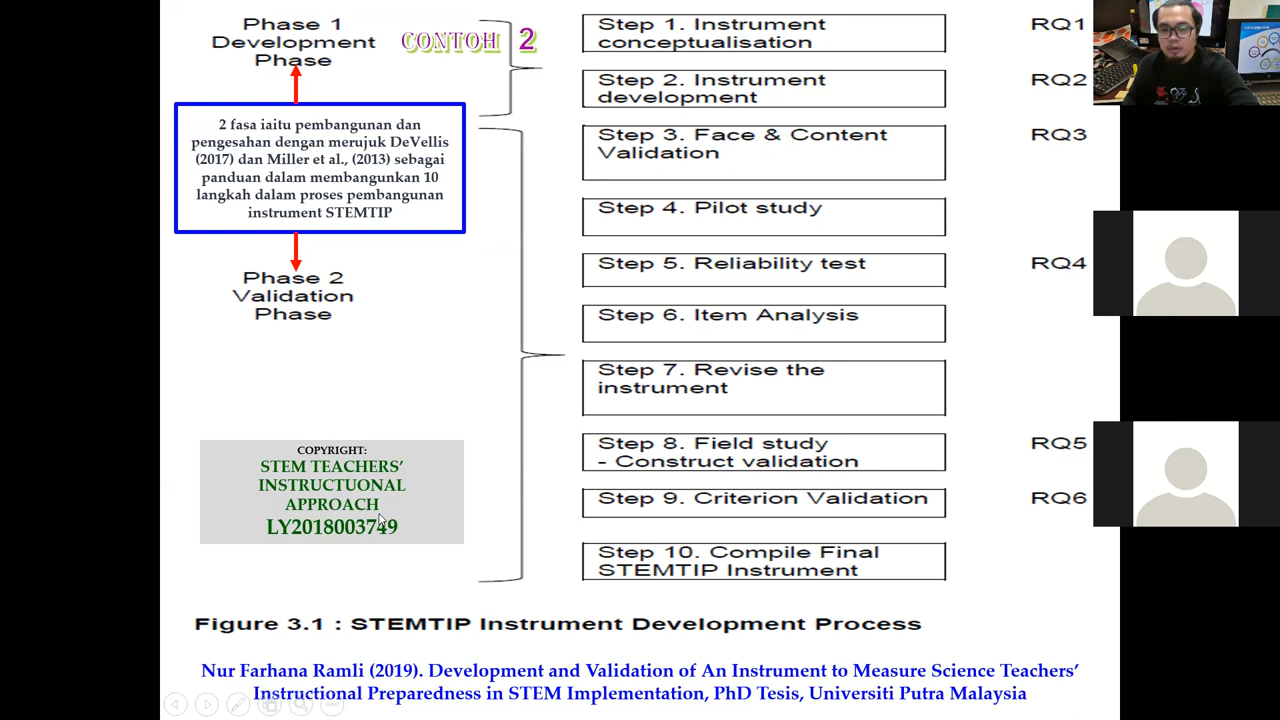 Phase 1
Development
Phase
CONTOH 2
2 fasa iaitu pembangunan dan
pengesahan dengan merujuk DeVellis
(2017) dan Miller et al., (2013) sebagai
panduan dalam membangunkan 10
langkah dalam proses pembangunan
instrument STEMTIP
Phase 2
Validation
Phase
COPYRIGHT:
STEM TEACHERS’
INSTRUCTUONAL
APPROACH
LY2018003749
Step 1. Instrument
conceptualisation
RQ1
Step 2. Instrument
development
RQ2
Step 3. Face & Content
Validation
RQ3
Step 4. Pilot study
Step 5. Reliability test
RQ4
Step 6. Item Analysis
Step 7. Revise the
instrument
Step 8. Field study
- Construct validation
RQ5
Step 9. Criterion Validation
RQ6
Step 10. Compile Final
STEMTIP Instrument
Figure 3.1 : STEMTIP Instrument Development Process
Nur Farhana Ramli (2019). Development and Validation of An Instrument to Measure Science Teachers’
Instructional Preparedness in STEM Implementation, PhD Tesis, Universiti Putra Malaysia